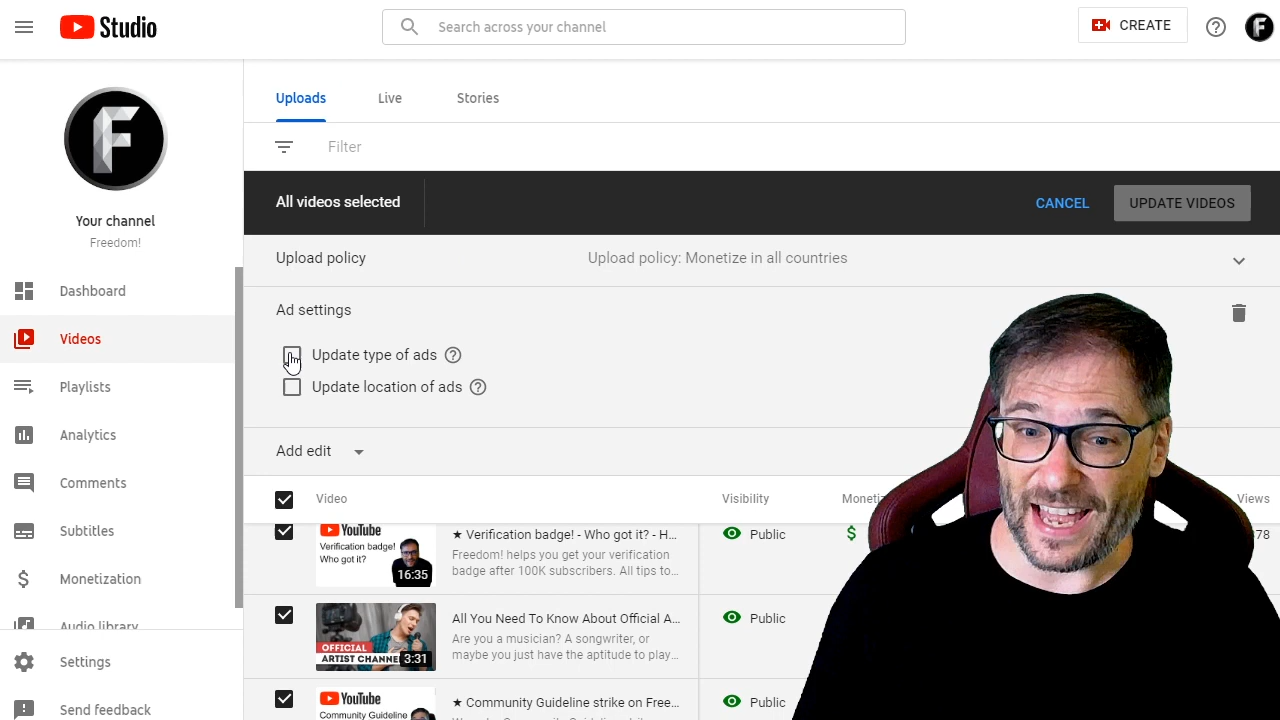 Studio
Search across your channel
CREATE
F
F
Your channel
Freedom!
Dashboard
Videos
Playlists
Analytics
Comments
Subtitles
Monetization
Audio library
Settings
Send feedback
Uploads
Live
Stories
Filter
All videos selected
CANCEL
UPDATE VIDEOS
Upload policy
Upload policy: Monetize in all countries
Ad settings
Update type of ads
Update location of ads
Add edit
Video
Visibility
Views
YouTube
Verification badge!
Who got it?
16:35
★ Verification badge! - Who got it? - H...
Freedom! helps you get your verification
badge after 100K subscribers. All tips to...
Public
$
OFFICIAL
ARTIST CHANNE
3:31
All You Need To Know About Official A...
Are you a musician? A songwriter, or
maybe you just have the aptitude to play...
Public
YouTube
Community Guideline
★ Community Guideline strike on Free...
Public